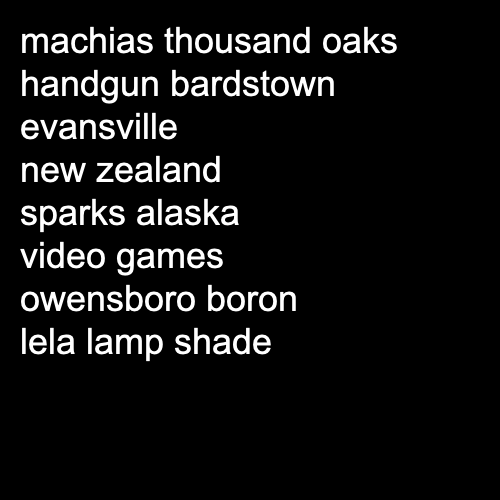 machias thousand oaks
handgun bardstown
evansville
new zealand
sparks alaska
video games
owensboro boron
lela lamp shade